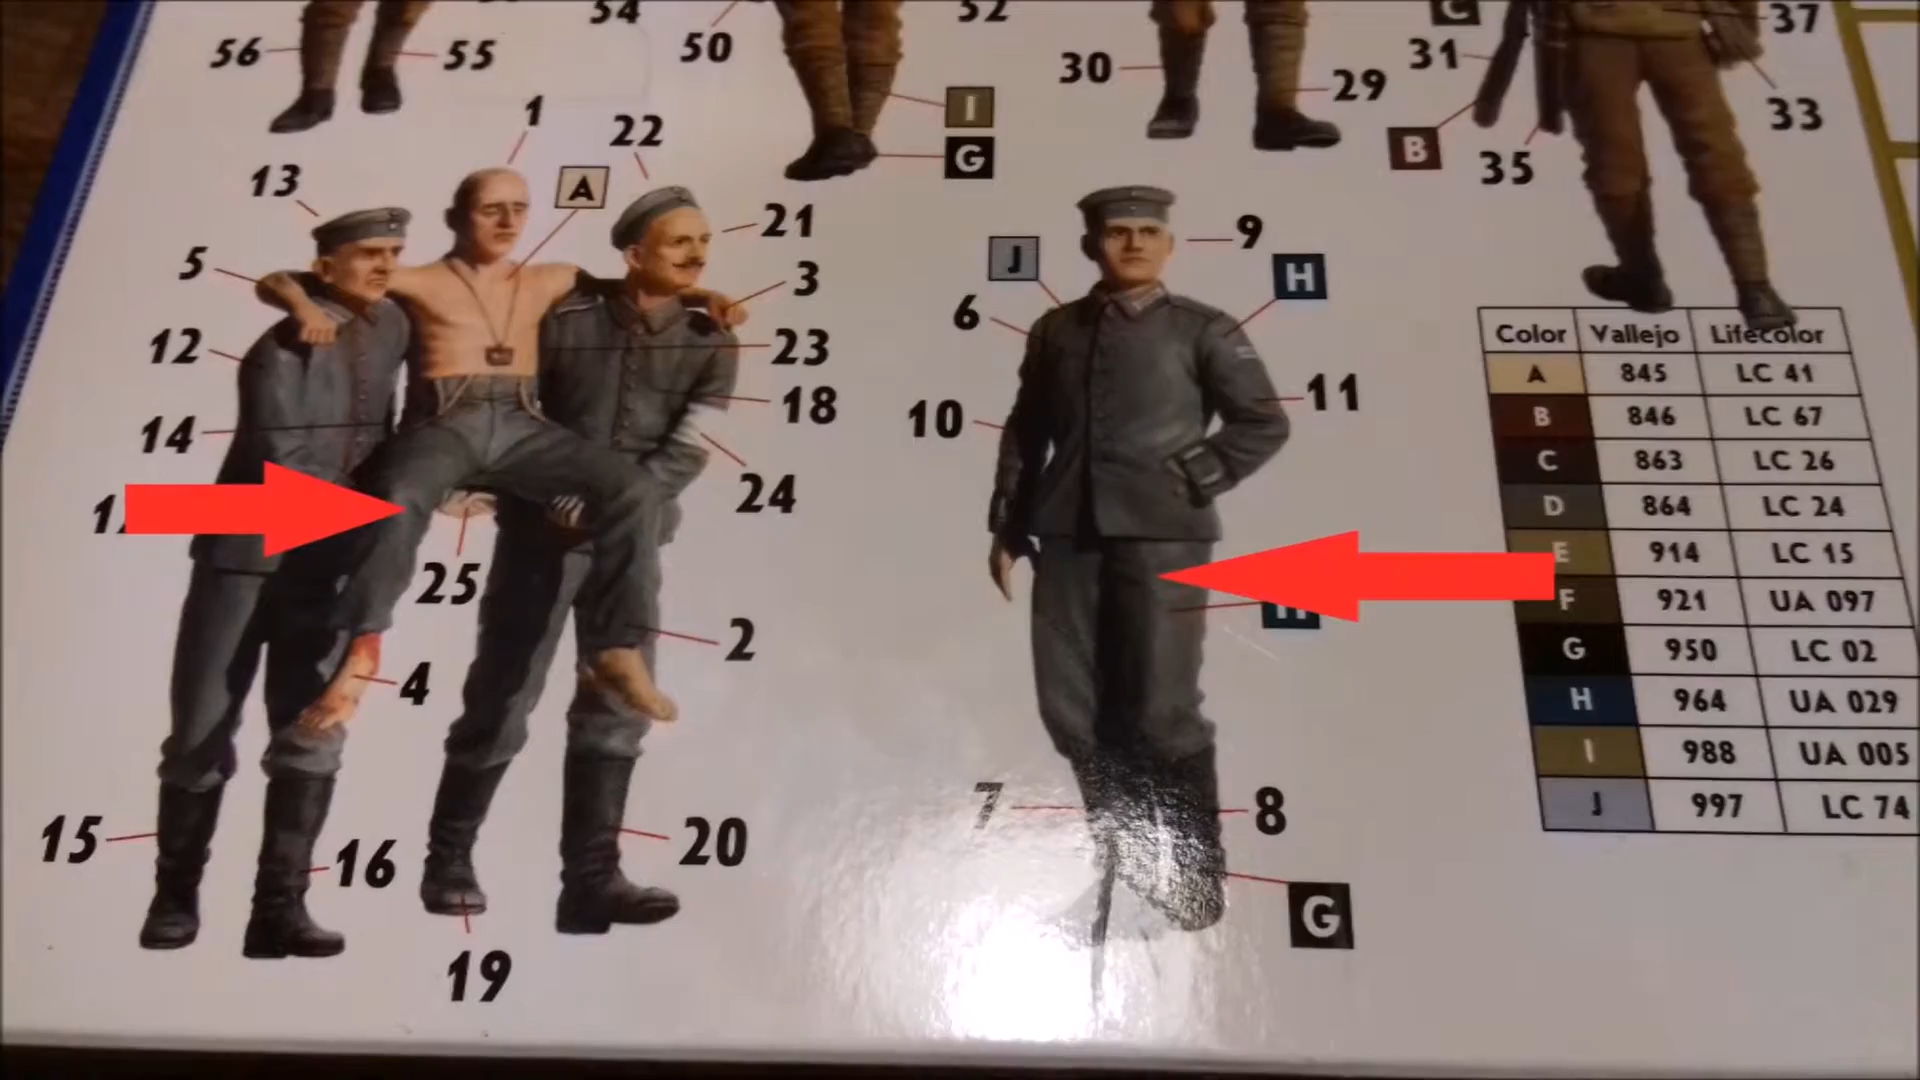 54
52
56
55
50
30
29
C
31
37
33
I
G
B
35
1
22
13
A
21
5
3
9
J
H
6
12
23
14
18
10
11
24
25
2
4
7
8
15
16
20
G
19
Color Vallejo Lifecolor
A 845 LC 41
B 846 LC 67
C 863 LC 26
D 864 LC 24
E 914 LC 15
F 921 UA 097
G 950 LC 02
H 964 UA 029
I 988 UA 005
J 997 LC 74